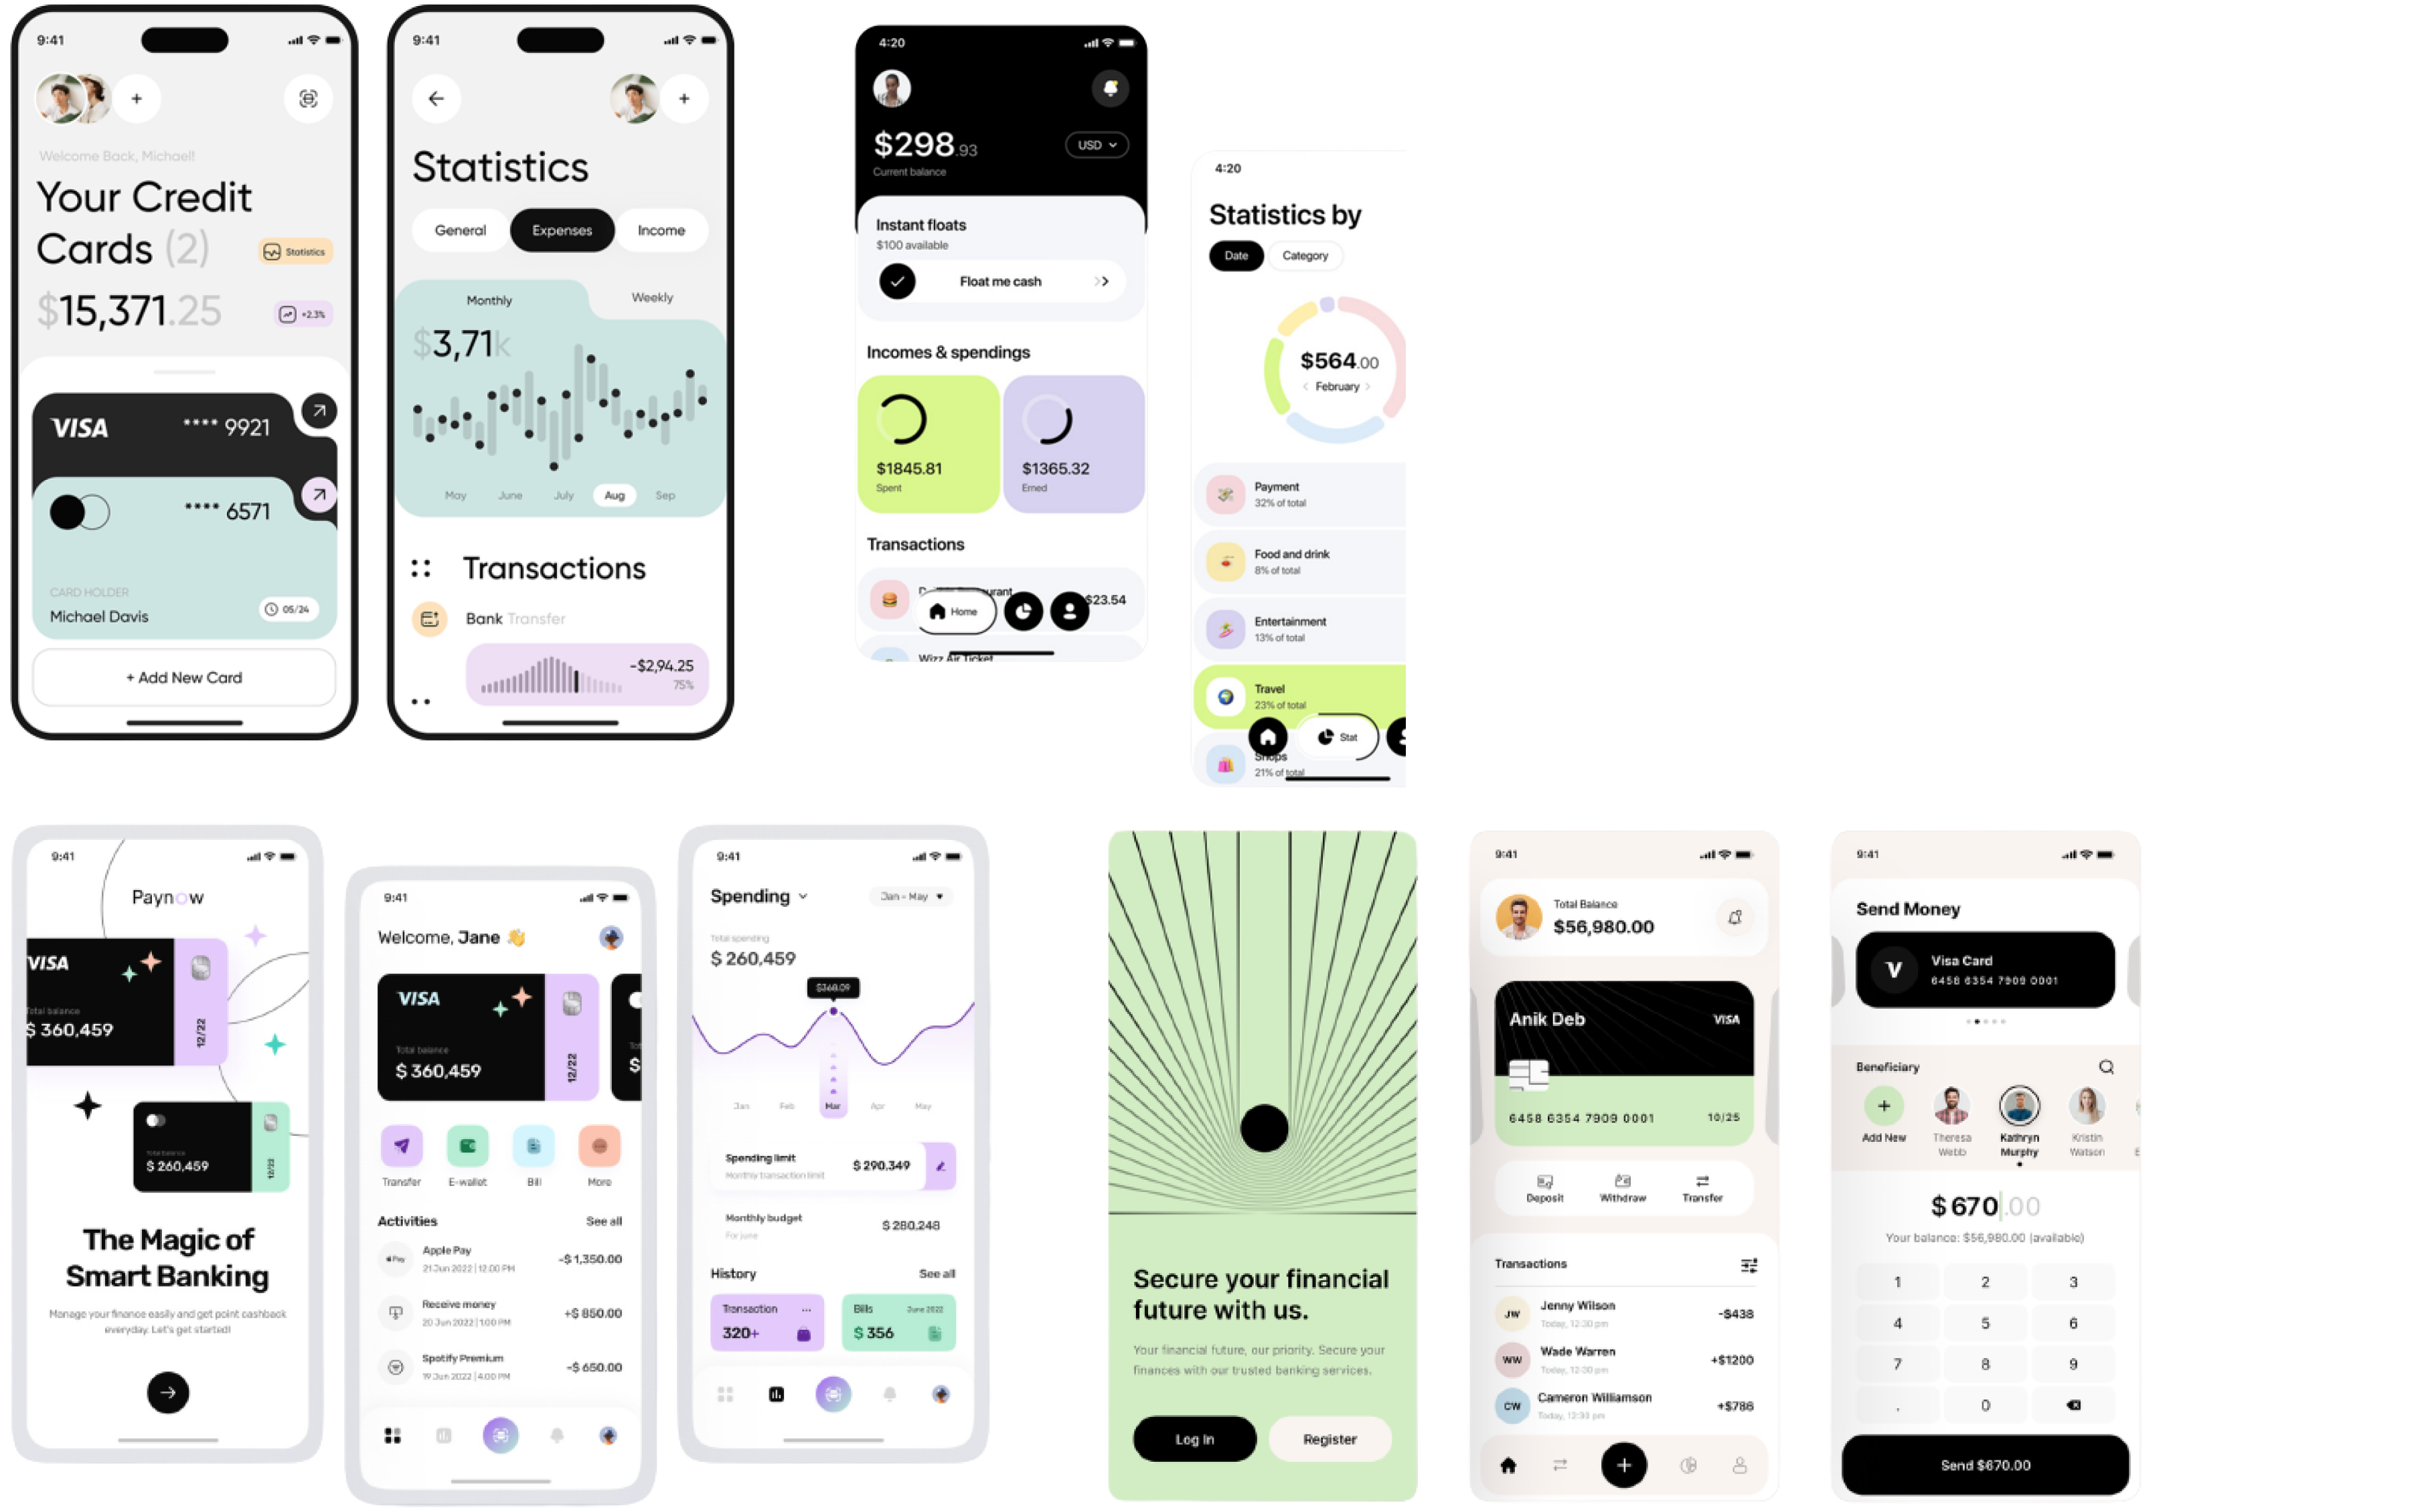 9:41
Welcome Back, Michael!
Your Credit
Cards (2)
Statistics
$15,371.25
+2.3%
VISA
**** 9921
**** 6571
CARD HOLDER
Michael Davis
05/24
+ Add New Card
9:41
Statistics
General
Expenses
Income
Monthly
Weekly
$3,71k
May
June
July
Aug
Sep
Transactions
Bank Transfer
-$2,94.25
75%
4:20
$298.93
USD
Current balance
Instant floats
$100 available
Float me cash
Incomes & spendings
$1845.81
Spent
$1365.32
Erned
Transactions
$23.54
Home
Wizz Air Ticket
4:20
Statistics by
Date
Category
$564.00
February
Payment
32% of total
Food and drink
8% of total
Entertainment
13% of total
Travel
23% of total
Stat
Shops
21% of total
9:41
Paynow
VISA
Total balance
$ 360,459
12/22
Total balance
$ 260,459
12/22
The Magic of
Smart Banking
Manage your finance easily and get point cashback
everyday. Let's get started!
9:41
Welcome, Jane 👋
VISA
Total balance
$ 360,459
12/22
$
Transfer
E-wallet
Bill
More
Activities
See all
Pay
Apple Pay
21 Jun 2022 | 12.00 PM
-$ 1,350.00
Receive money
20 Jun 2022 | 1:00 PM
+$ 850.00
Spotify Premium
19 Jun 2022 | 4:00 PM
-$ 650.00
9:41
Spending
Jan - May
Total spending
$ 260,459
$368.09
Jan
Feb
Mar
Apr
May
Spending limit
Monthly transaction limit
$ 290.349
Monthly budget
For june
$ 280.248
History
See all
Transaction
...
320+
Bills
June 2022
$ 356
Secure your financial
future with us.
Your financial future, our priority. Secure your
finances with our trusted banking services.
Log In
Register
9:41
Total Balance
$56,980.00
Anik Deb
VISA
6458 6354 7909 0001
10/25
Deposit
Withdraw
Transfer
Transactions
JW
Jenny Wilson
Today, 12:30 pm
-$438
WW
Wade Warren
Today, 12:30 pm
+$1200
CW
Cameron Williamson
Today, 12:30 pm
+$786
9:41
Send Money
V
Visa Card
6458 6354 7909 0001
Beneficiary
Add New
Theresa
Webb
Kathryn
Murphy
Kristin
Watson
$ 670.00
Your balance: $56,980.00 (available)
1
2
3
4
5
6
7
8
9
.
0
Send $670.00